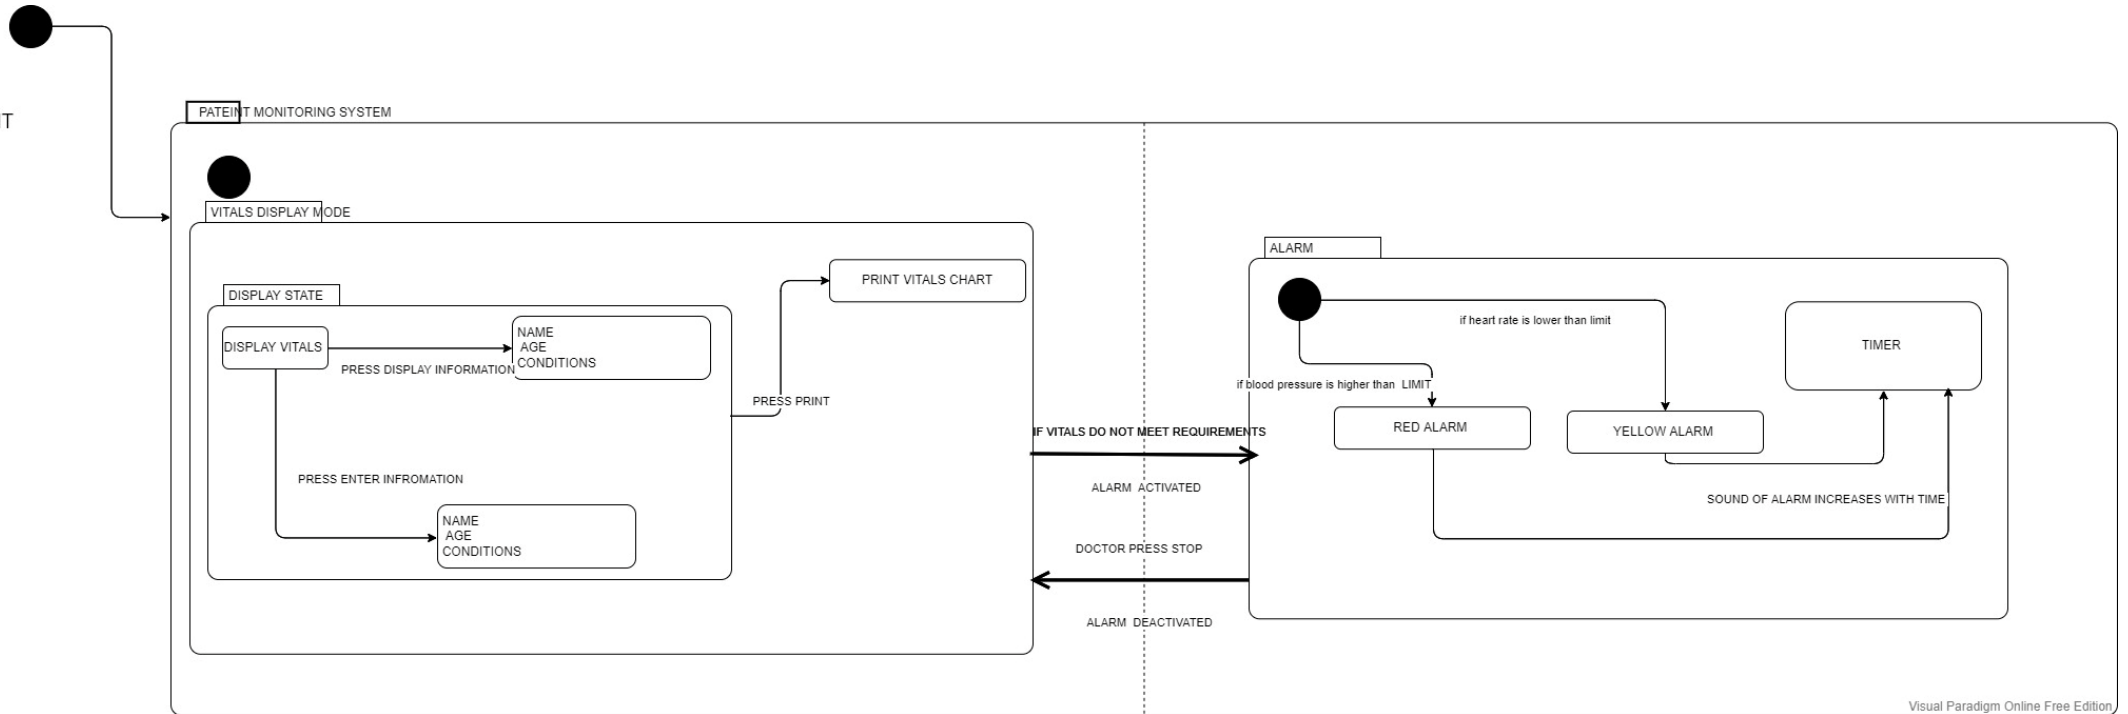 IT
PATEINT MONITORING SYSTEM
VITALS DISPLAY MODE
DISPLAY STATE
DISPLAY VITALS
PRESS DISPLAY INFORMATION
NAME
AGE
CONDITIONS
PRESS ENTER INFROMATION
NAME
AGE
CONDITIONS
PRESS PRINT
PRINT VITALS CHART
IF VITALS DO NOT MEET REQUIREMENTS
ALARM ACTIVATED
DOCTOR PRESS STOP
ALARM DEACTIVATED
ALARM
if heart rate is lower than limit
if blood pressure is higher than LIMIT
RED ALARM
YELLOW ALARM
TIMER
SOUND OF ALARM INCREASES WITH TIME
Visual Paradigm Online Free Edition